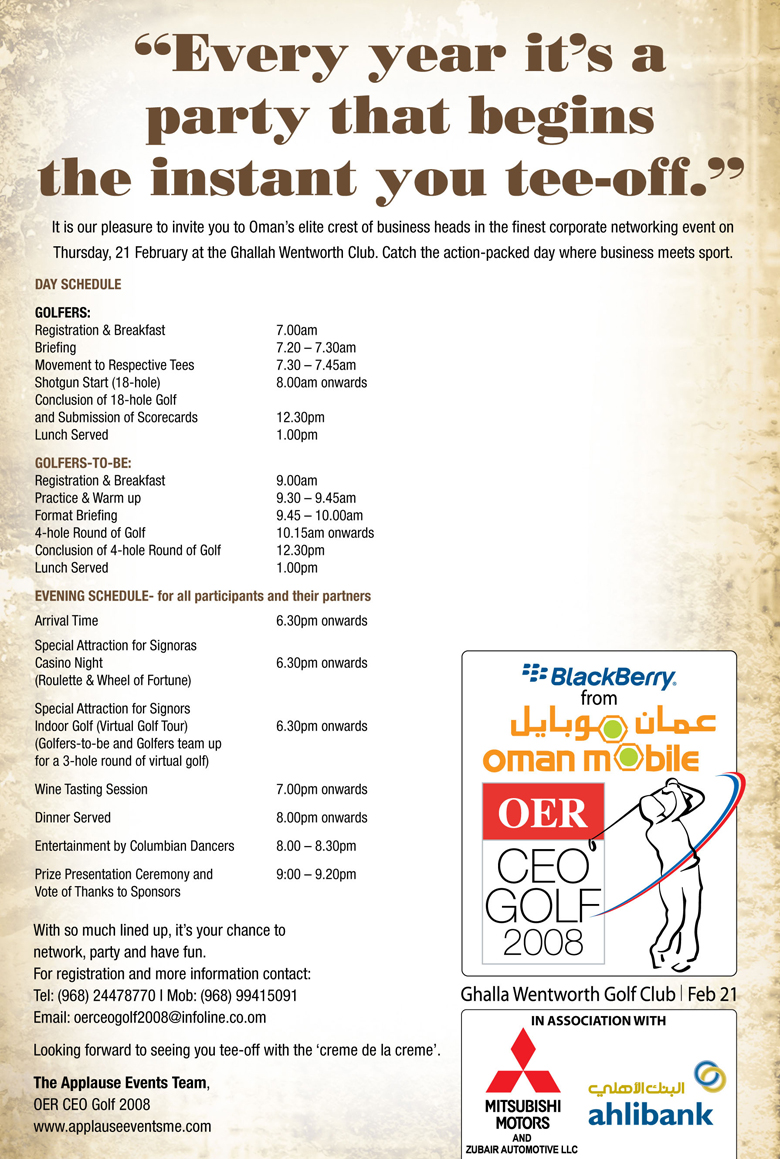 “Every year it’s a
party that begins
the instant you tee-off.”
It is our pleasure to invite you to Oman’s elite crest of business heads in the finest corporate networking event on
Thursday, 21 February at the Ghallah Wentworth Club. Catch the action-packed day where business meets sport.
DAY SCHEDULE
GOLFERS:
Registration & Breakfast 7.00am
Briefing 7.20 – 7.30am
Movement to Respective Tees 7.30 – 7.45am
Shotgun Start (18-hole) 8.00am onwards
Conclusion of 18-hole Golf
and Submission of Scorecards 12.30pm
Lunch Served 1.00pm
GOLFERS-TO-BE:
Registration & Breakfast 9.00am
Practice & Warm up 9.30 – 9.45am
Format Briefing 9.45 – 10.00am
4-hole Round of Golf 10.15am onwards
Conclusion of 4-hole Round of Golf 12.30pm
Lunch Served 1.00pm
EVENING SCHEDULE- for all participants and their partners
Arrival Time 6.30pm onwards
Special Attraction for Signoras
Casino Night 6.30pm onwards
(Roulette & Wheel of Fortune)
Special Attraction for Signors
Indoor Golf (Virtual Golf Tour) 6.30pm onwards
(Golfers-to-be and Golfers team up
for a 3-hole round of virtual golf)
Wine Tasting Session 7.00pm onwards
Dinner Served 8.00pm onwards
Entertainment by Columbian Dancers 8.00 – 8.30pm
Prize Presentation Ceremony and 9:00 – 9.20pm
Vote of Thanks to Sponsors
With so much lined up, it’s your chance to
network, party and have fun.
For registration and more information contact:
Tel: (968) 24478770 I Mob: (968) 99415091
Email: oerceogolf2008@infoline.co.om
Looking forward to seeing you tee-off with the ‘creme de la creme’.
The Applause Events Team,
OER CEO Golf 2008
www.applauseeventsme.com
BlackBerry®
from
عمان موبايل
oman mobile
OER
CEO
GOLF
2008
Ghalla Wentworth Golf Club | Feb 21
IN ASSOCIATION WITH
MITSUBISHI
MOTORS
AND
ZUBAIR AUTOMOTIVE LLC
البنك الاهلي
ahlibank